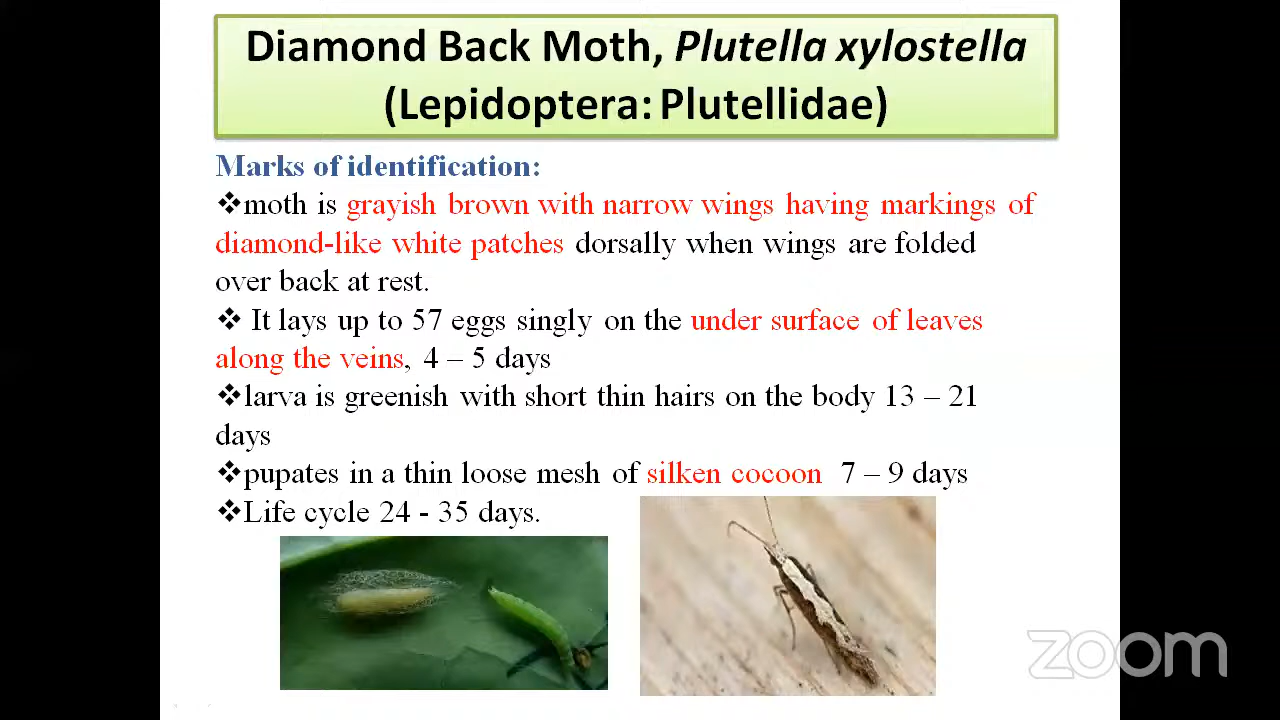 Diamond Back Moth, Plutella xylostella
(Lepidoptera: Plutellidae)
Marks of identification:
❖moth is grayish brown with narrow wings having markings of
diamond-like white patches dorsally when wings are folded
over back at rest.
❖ It lays up to 57 eggs singly on the under surface of leaves
along the veins, 4 – 5 days
❖larva is greenish with short thin hairs on the body 13 – 21
days
❖pupates in a thin loose mesh of silken cocoon 7 – 9 days
❖Life cycle 24 - 35 days.
zoom